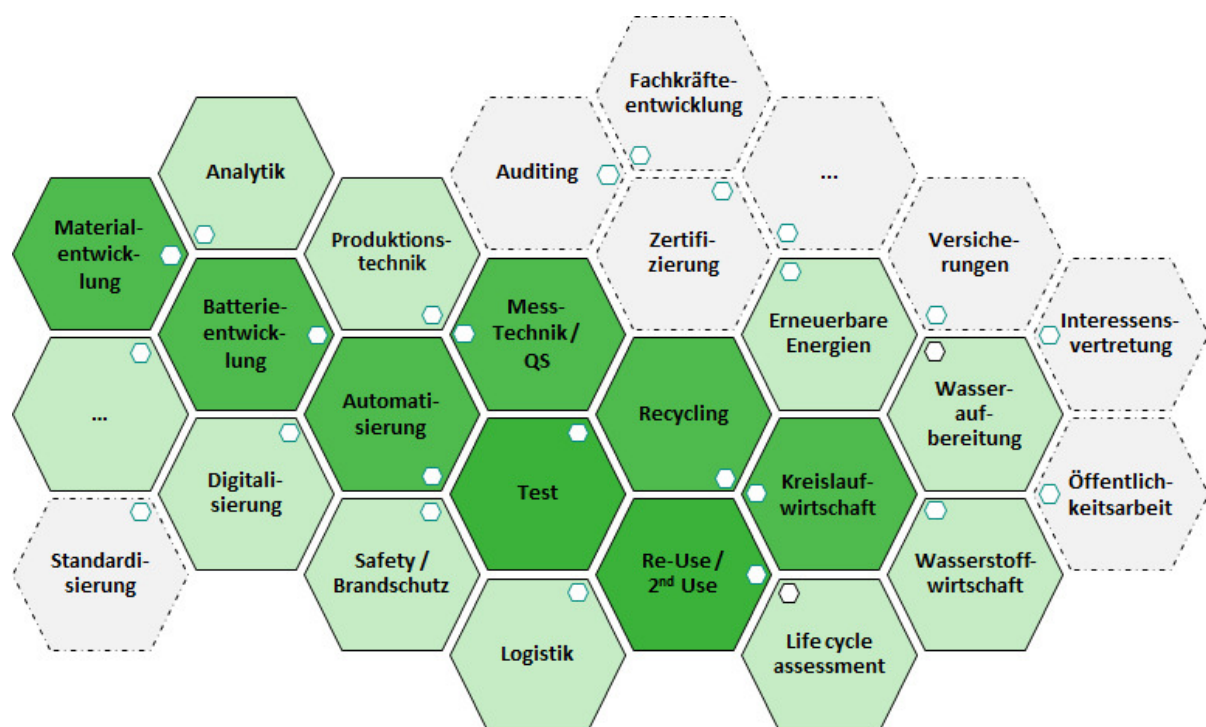 Fachkräfte-
entwicklung
Analytik
Auditing
...
Material-
entwick-
lung
Produktions-
technik
Zertifi-
zierung
Versiche-
rungen
Batterie-
entwick-
lung
Mess-
Technik /
QS
Erneuerbare
Energien
Interessens-
vertretung
...
Automati-
sierung
Recycling
Wasser-
auf-
bereitung
Digitali-
sierung
Test
Kreislauf-
wirtschaft
Öffentlich-
keitsarbeit
Standardi-
sierung
Safety /
Brandschutz
Re-Use /
2nd Use
Wasserstoff-
wirtschaft
Logistik
Life cycle
assessment